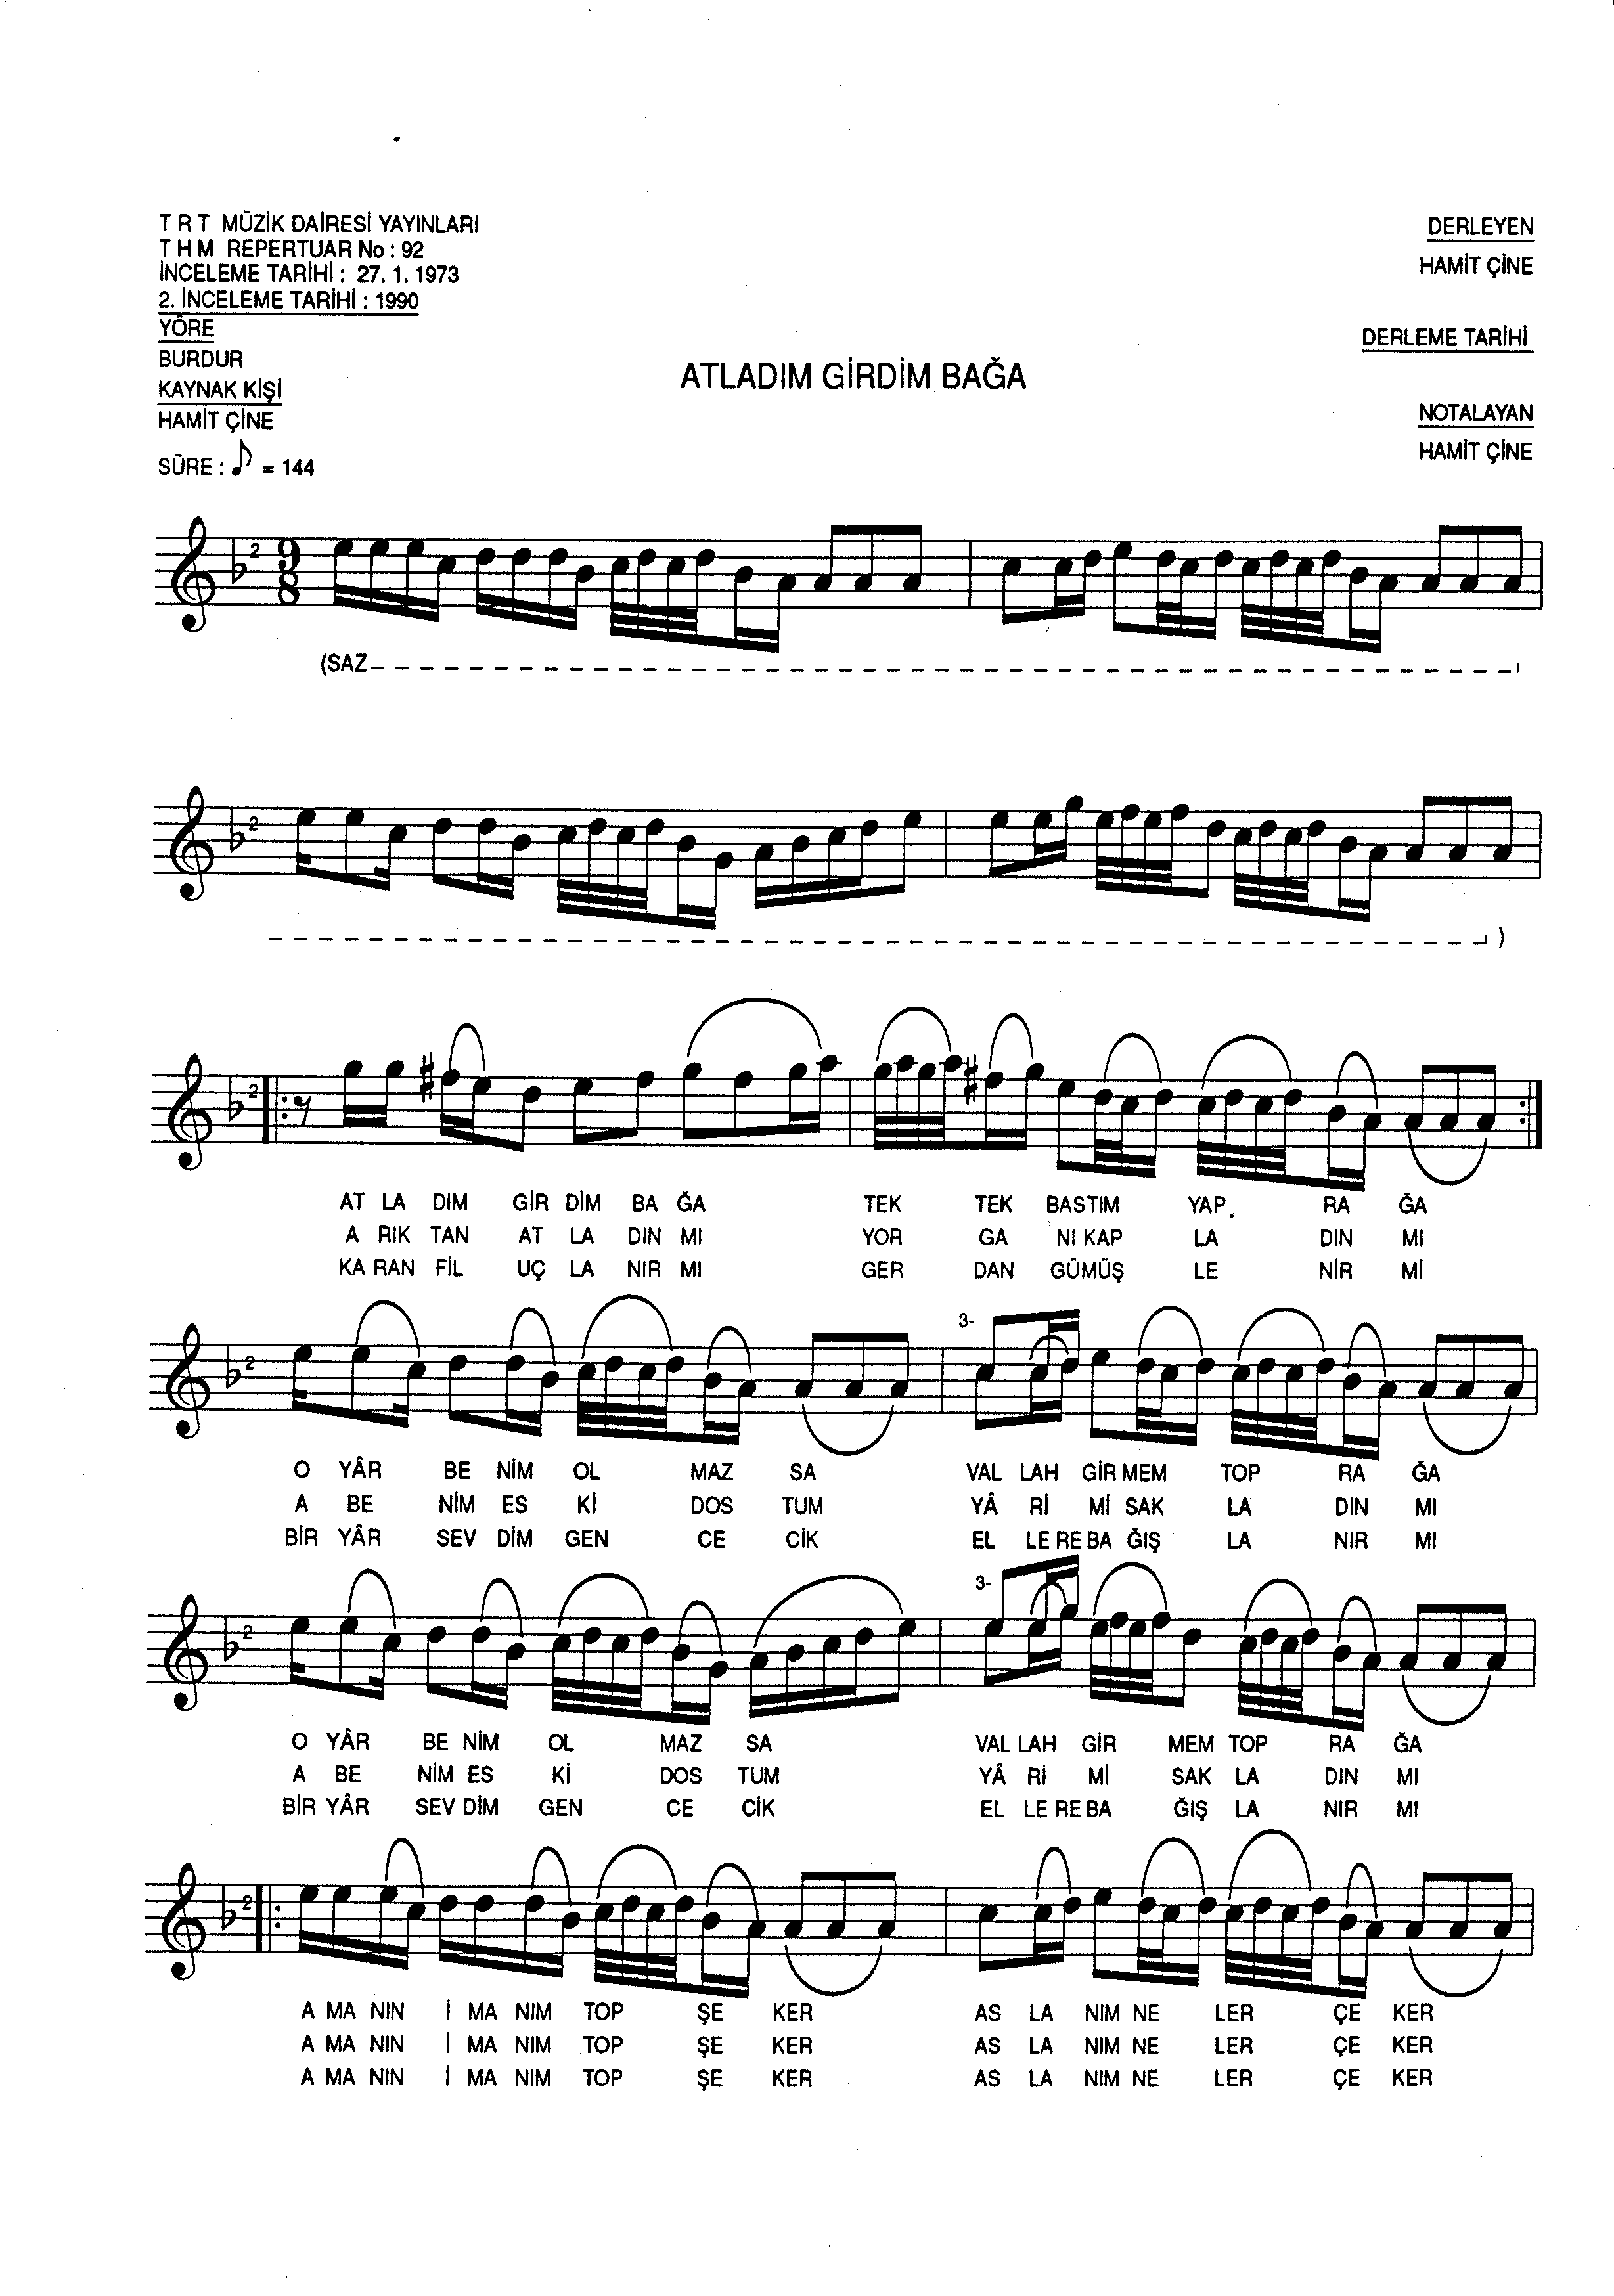 T R T MÜZİK DAİRESİ YAYINLARI
T H M REPERTUAR No : 92
İNCELEME TARİHİ : 27. 1. 1973
2. İNCELEME TARİHİ : 1990
YÖRE
BURDUR
KAYNAK KİŞİ
HAMİT ÇİNE
SÜRE : ♪ = 144
DERLEYEN
HAMİT ÇİNE
DERLEME TARİHİ
NOTALAYAN
HAMİT ÇİNE
ATLADIM GİRDİM BAĞA
2 9 8
(SAZ
2
)
2
AT LA DIM GİR DİM BA ĞA TEK TEK BASTIM YAP. RA ĞA
A RIK TAN AT LA DIN MI YOR GA NI KAP LA DIN MI
KA RAN FİL UÇ LA NIR MI GER DAN GÜMÜŞ LE NİR Mİ
2 3-
O YÂR BE NİM OL MAZ SA VAL LAH GİR MEM TOP RA ĞA
A BE NİM ES Kİ DOS TUM YÂ Rİ Mİ SAK LA DIN MI
BİR YÂR SEV DİM GEN CE CİK EL LE RE BA ĞIŞ LA NIR MI
2 3-
O YÂR BE NİM OL MAZ SA VAL LAH GİR MEM TOP RA ĞA
A BE NİM ES Kİ DOS TUM YÂ Rİ Mİ SAK LA DIN MI
BİR YÂR SEV DİM GEN CE CİK EL LE RE BA ĞIŞ LA NIR MI
2
A MA NIN İ MA NIM TOP ŞE KER AS LA NIM NE LER ÇE KER
A MA NIN İ MA NIM TOP ŞE KER AS LA NIM NE LER ÇE KER
A MA NIN İ MA NIM TOP ŞE KER AS LA NIM NE LER ÇE KER